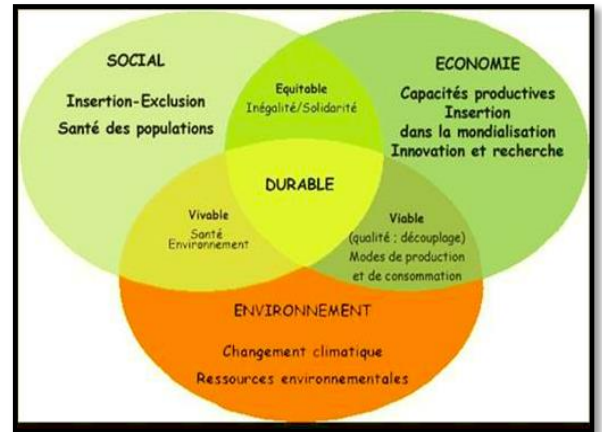 SOCIAL
Insertion-Exclusion
Santé des populations
ECONOMIE
Capacités productives
Insertion
dans la mondialisation
Innovation et recherche
Equitable
Inégalité/Solidarité
DURABLE
Vivable
Santé
Environnement
Viable
(qualité ; découplage)
Modes de production
et de consommation
ENVIRONNEMENT
Changement climatique
Ressources environnementales